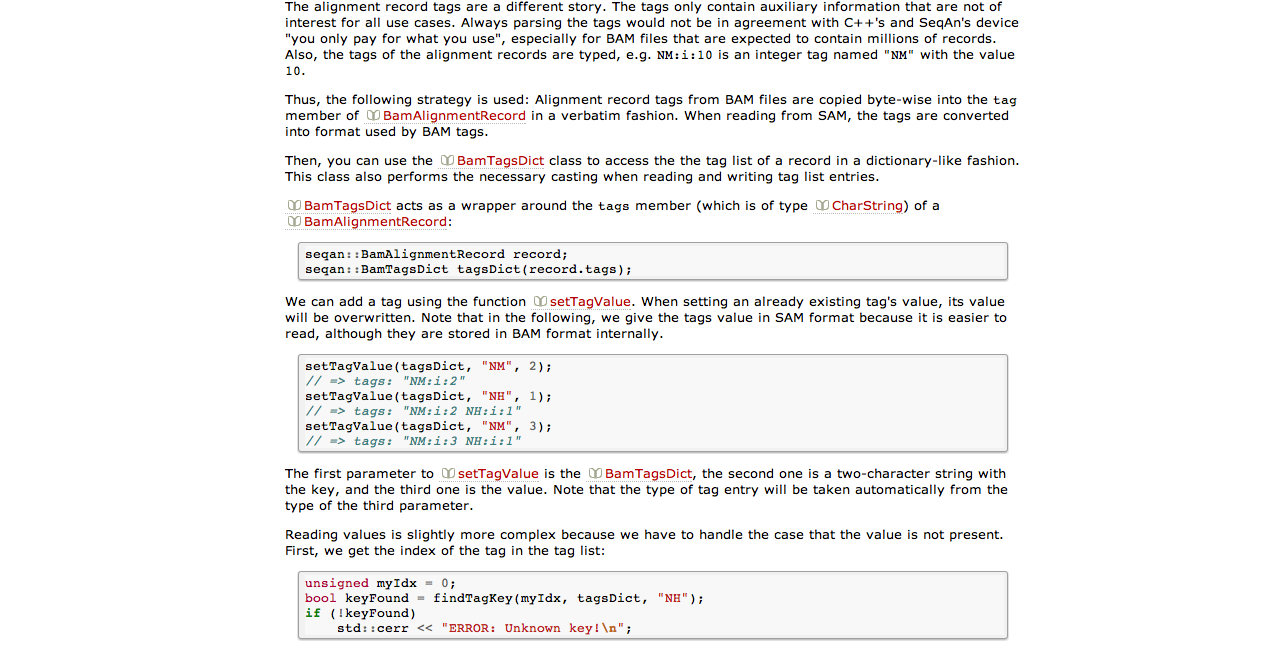 The alignment record tags are a different story. The tags only contain auxiliary information that are not of
interest for all use cases. Always parsing the tags would not be in agreement with C++'s and SeqAn's device
"you only pay for what you use", especially for BAM files that are expected to contain millions of records.
Also, the tags of the alignment records are typed, e.g. NM:i:10 is an integer tag named "NM" with the value
10.
Thus, the following strategy is used: Alignment record tags from BAM files are copied byte-wise into the tag
member of BamAlignmentRecord in a verbatim fashion. When reading from SAM, the tags are converted
into format used by BAM tags.
Then, you can use the BamTagsDict class to access the the tag list of a record in a dictionary-like fashion.
This class also performs the necessary casting when reading and writing tag list entries.
BamTagsDict acts as a wrapper around the tags member (which is of type CharString) of a
BamAlignmentRecord:
seqan::BamAlignmentRecord record;
seqan::BamTagsDict tagsDict(record.tags);
We can add a tag using the function setTagValue. When setting an already existing tag's value, its value
will be overwritten. Note that in the following, we give the tags value in SAM format because it is easier to
read, although they are stored in BAM format internally.
setTagValue(tagsDict, "NM", 2);
// => tags: "NM:i:2"
setTagValue(tagsDict, "NH", 1);
// => tags: "NM:i:2 NH:i:1"
setTagValue(tagsDict, "NM", 3);
// => tags: "NM:i:3 NH:i:1"
The first parameter to setTagValue is the BamTagsDict, the second one is a two-character string with
the key, and the third one is the value. Note that the type of tag entry will be taken automatically from the
type of the third parameter.
Reading values is slightly more complex because we have to handle the case that the value is not present.
First, we get the index of the tag in the tag list:
unsigned myIdx = 0;
bool keyFound = findTagKey(myIdx, tagsDict, "NH");
if (!keyFound)
    std::cerr << "ERROR: Unknown key!\n";